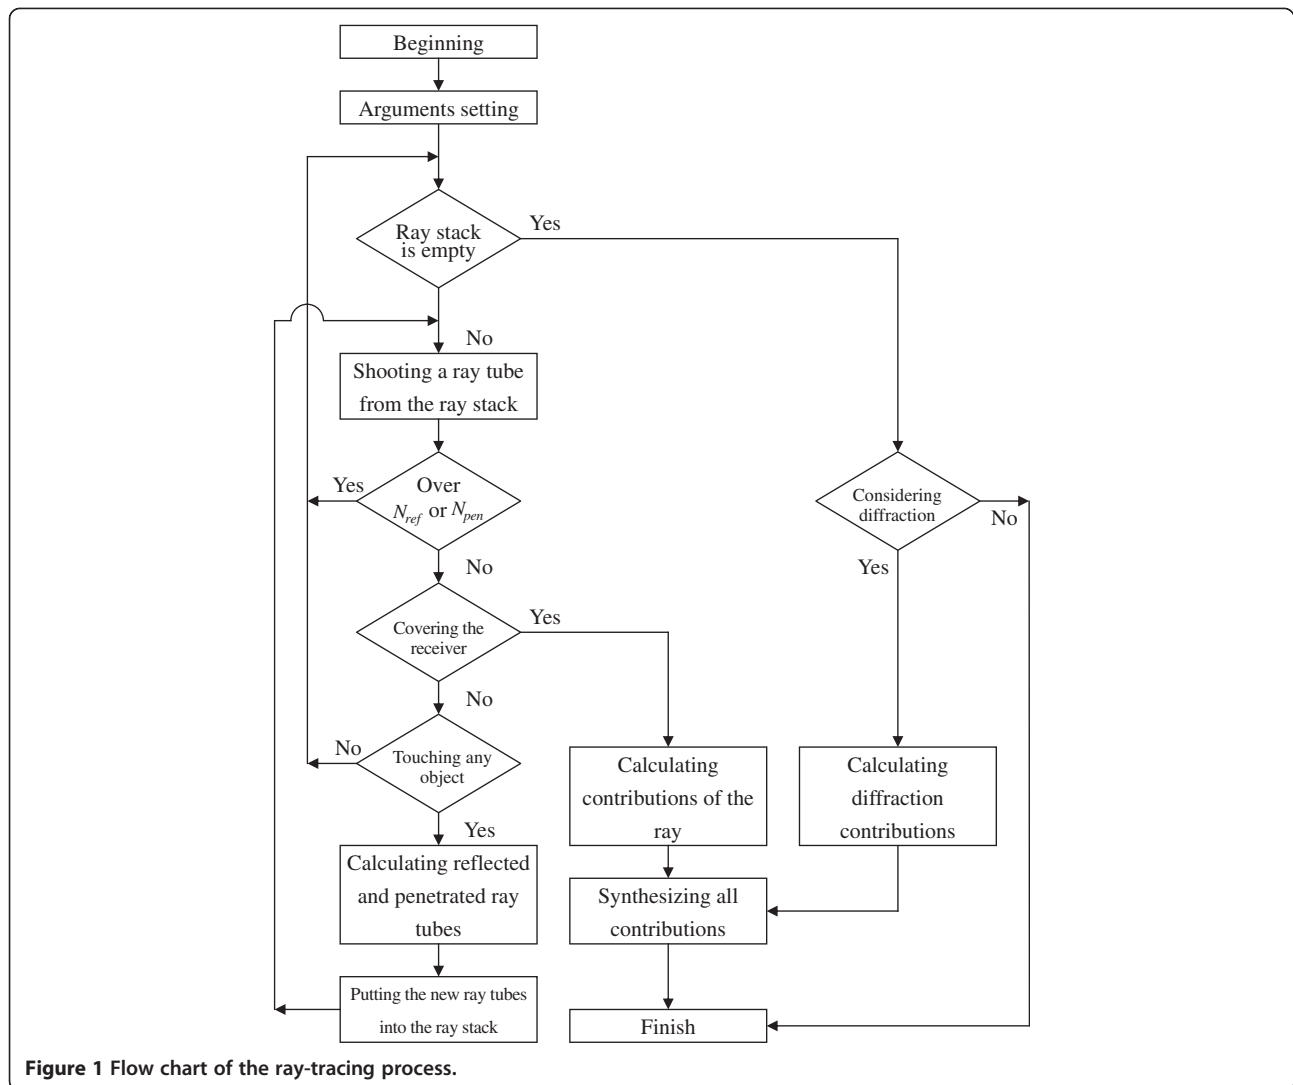 Beginning
Arguments setting
Ray stack
is empty
Yes
No
Shooting a ray tube
from the ray stack
Over
N_ref or N_pen
Yes
No
Considering
diffraction
No
Yes
Covering the
receiver
Yes
No
Touching any
object
No
Yes
Calculating
contributions of the
ray
Calculating
diffraction
contributions
Calculating reflected
and penetrated ray
tubes
Synthesizing all
contributions
Putting the new ray tubes
into the ray stack
Finish
Figure 1 Flow chart of the ray-tracing process.